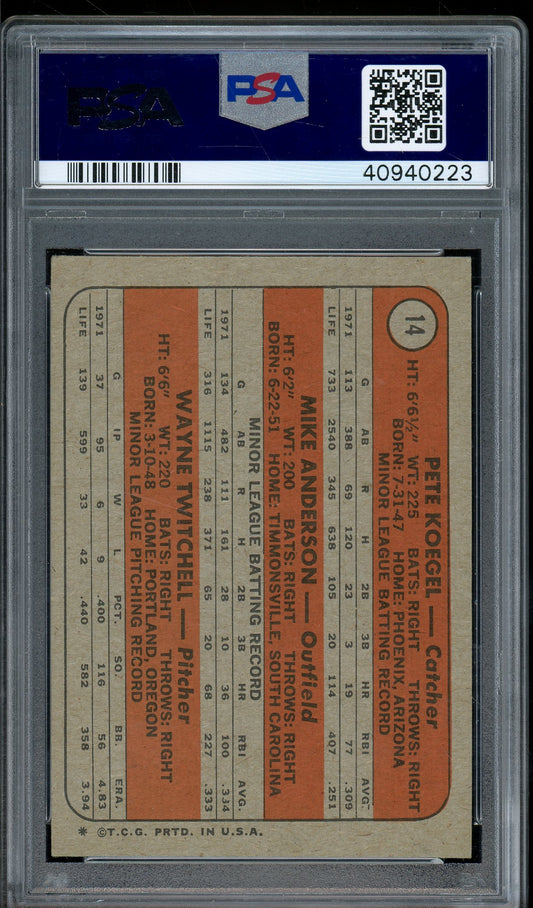 PSA
PSA
40940223
14
PETE KOEGEL — Catcher
HT: 6'6½" WT: 225 BATS: RIGHT THROWS: RIGHT
BORN: 7-31-47 HOME: PHOENIX, ARIZONA
MINOR LEAGUE BATTING RECORD
G AB R H 2B 3B HR RBI AVG.
1971 113 388 69 120 23 3 19 77 .309
LIFE 733 2540 345 638 105 20 114 407 .251
MIKE ANDERSON — Outfield
HT: 6'2" WT: 200 BATS: RIGHT THROWS: RIGHT
BORN: 6-22-51 HOME: TIMMONSVILLE, SOUTH CAROLINA
MINOR LEAGUE BATTING RECORD
G AB R H 2B 3B HR RBI AVG.
1971 134 482 111 161 28 10 36 100 .334
LIFE 316 1115 238 371 65 20 68 227 .333
WAYNE TWITCHELL — Pitcher
HT: 6'6" WT: 220 BATS: RIGHT THROWS: RIGHT
BORN: 3-10-48 HOME: PORTLAND, OREGON
MINOR LEAGUE PITCHING RECORD
G IP W L PCT. SO. BR. ERA.
1971 37 95 6 9 .400 116 56 4.83
LIFE 139 599 33 42 .440 582 358 3.94
* ©T.C.G. PRTD. IN U.S.A.